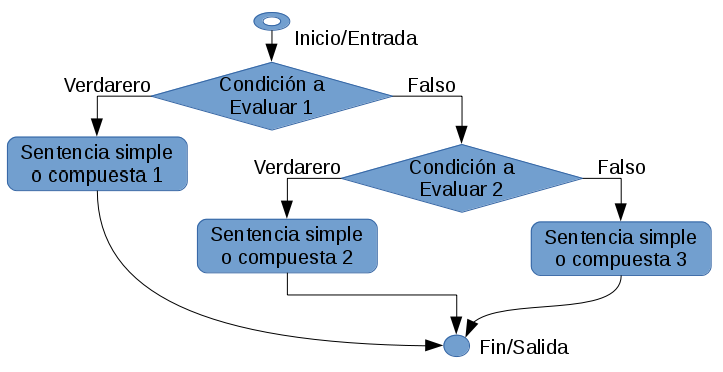 Inicio/Entrada
Verdarero
Condición a
Evaluar 1
Falso
Sentencia simple
o compuesta 1
Verdarero
Condición a
Evaluar 2
Falso
Sentencia simple
o compuesta 2
Sentencia simple
o compuesta 3
Fin/Salida